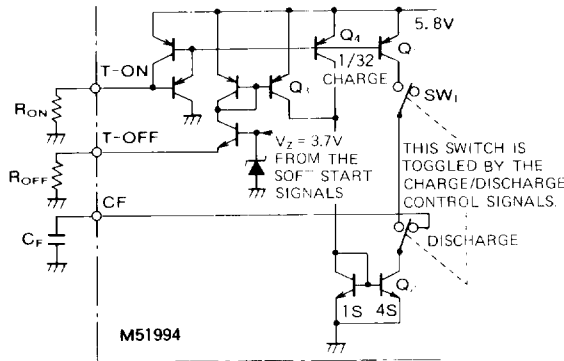 5.8V
Q4
Q
T-ON
1/32
CHARGE
Q3
SW1
RON
T-OFF
VZ = 3.7V
FROM THE
SOFT START
SIGNALS
THIS SWITCH IS
TOGGLED BY THE
CHARGE/DISCHARGE
CONTROL SIGNALS.
ROFF
CF
CF
DISCHARGE
Q
1S 4S
M51994